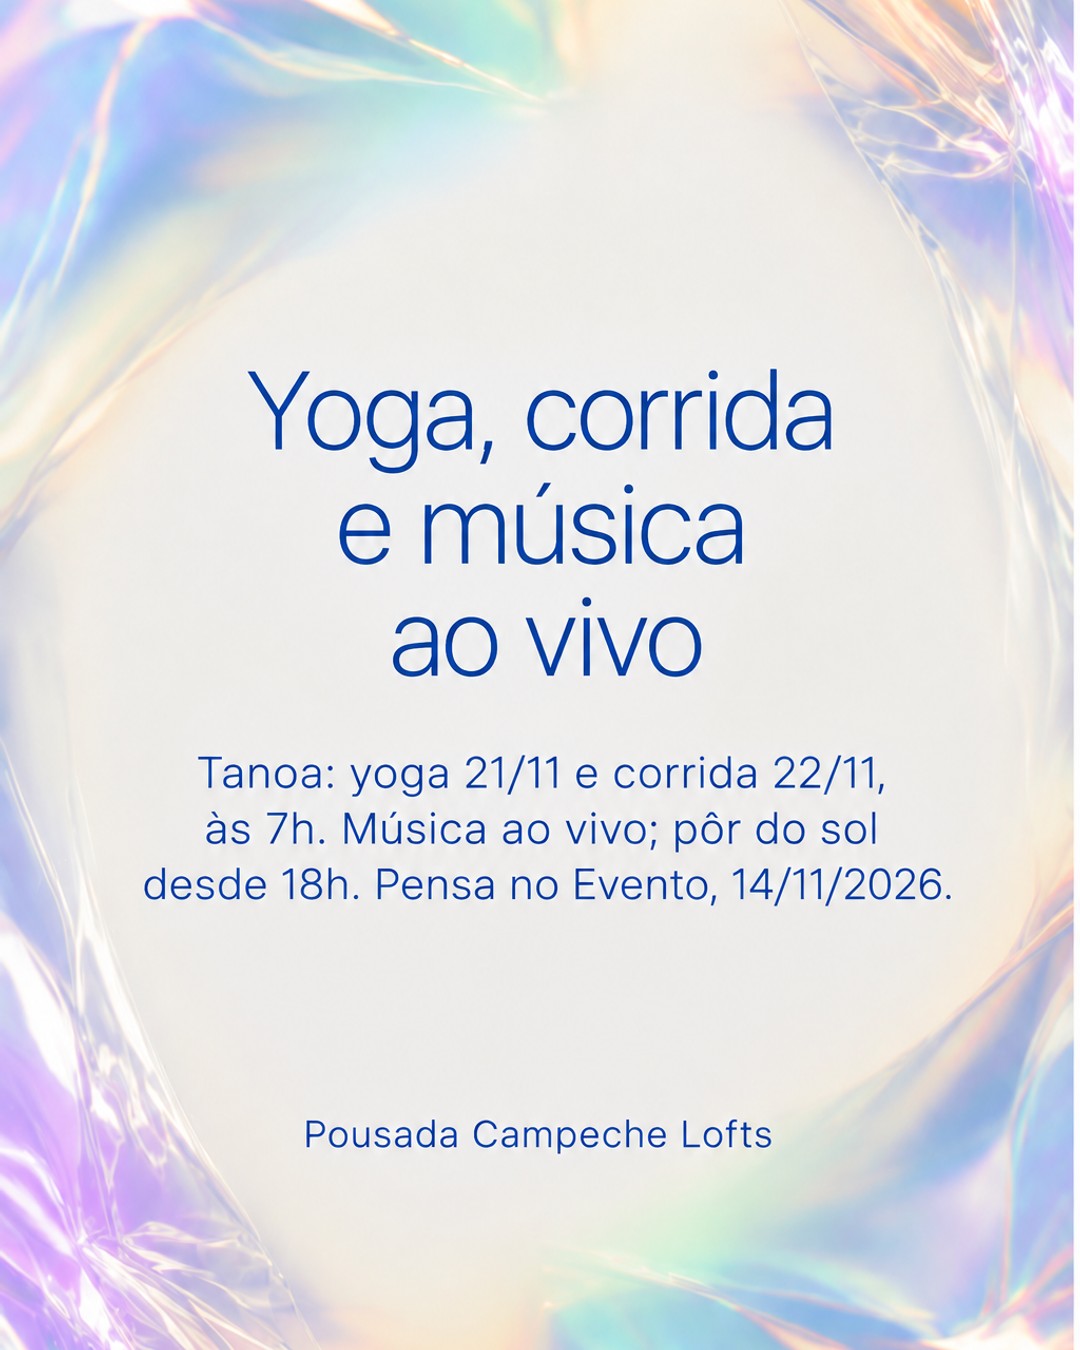 Yoga, corrida
e música
ao vivo
Tanoa: yoga 21/11 e corrida 22/11,
às 7h. Música ao vivo; pôr do sol
desde 18h. Pensa no Evento, 14/11/2026.
Pousada Campeche Lofts